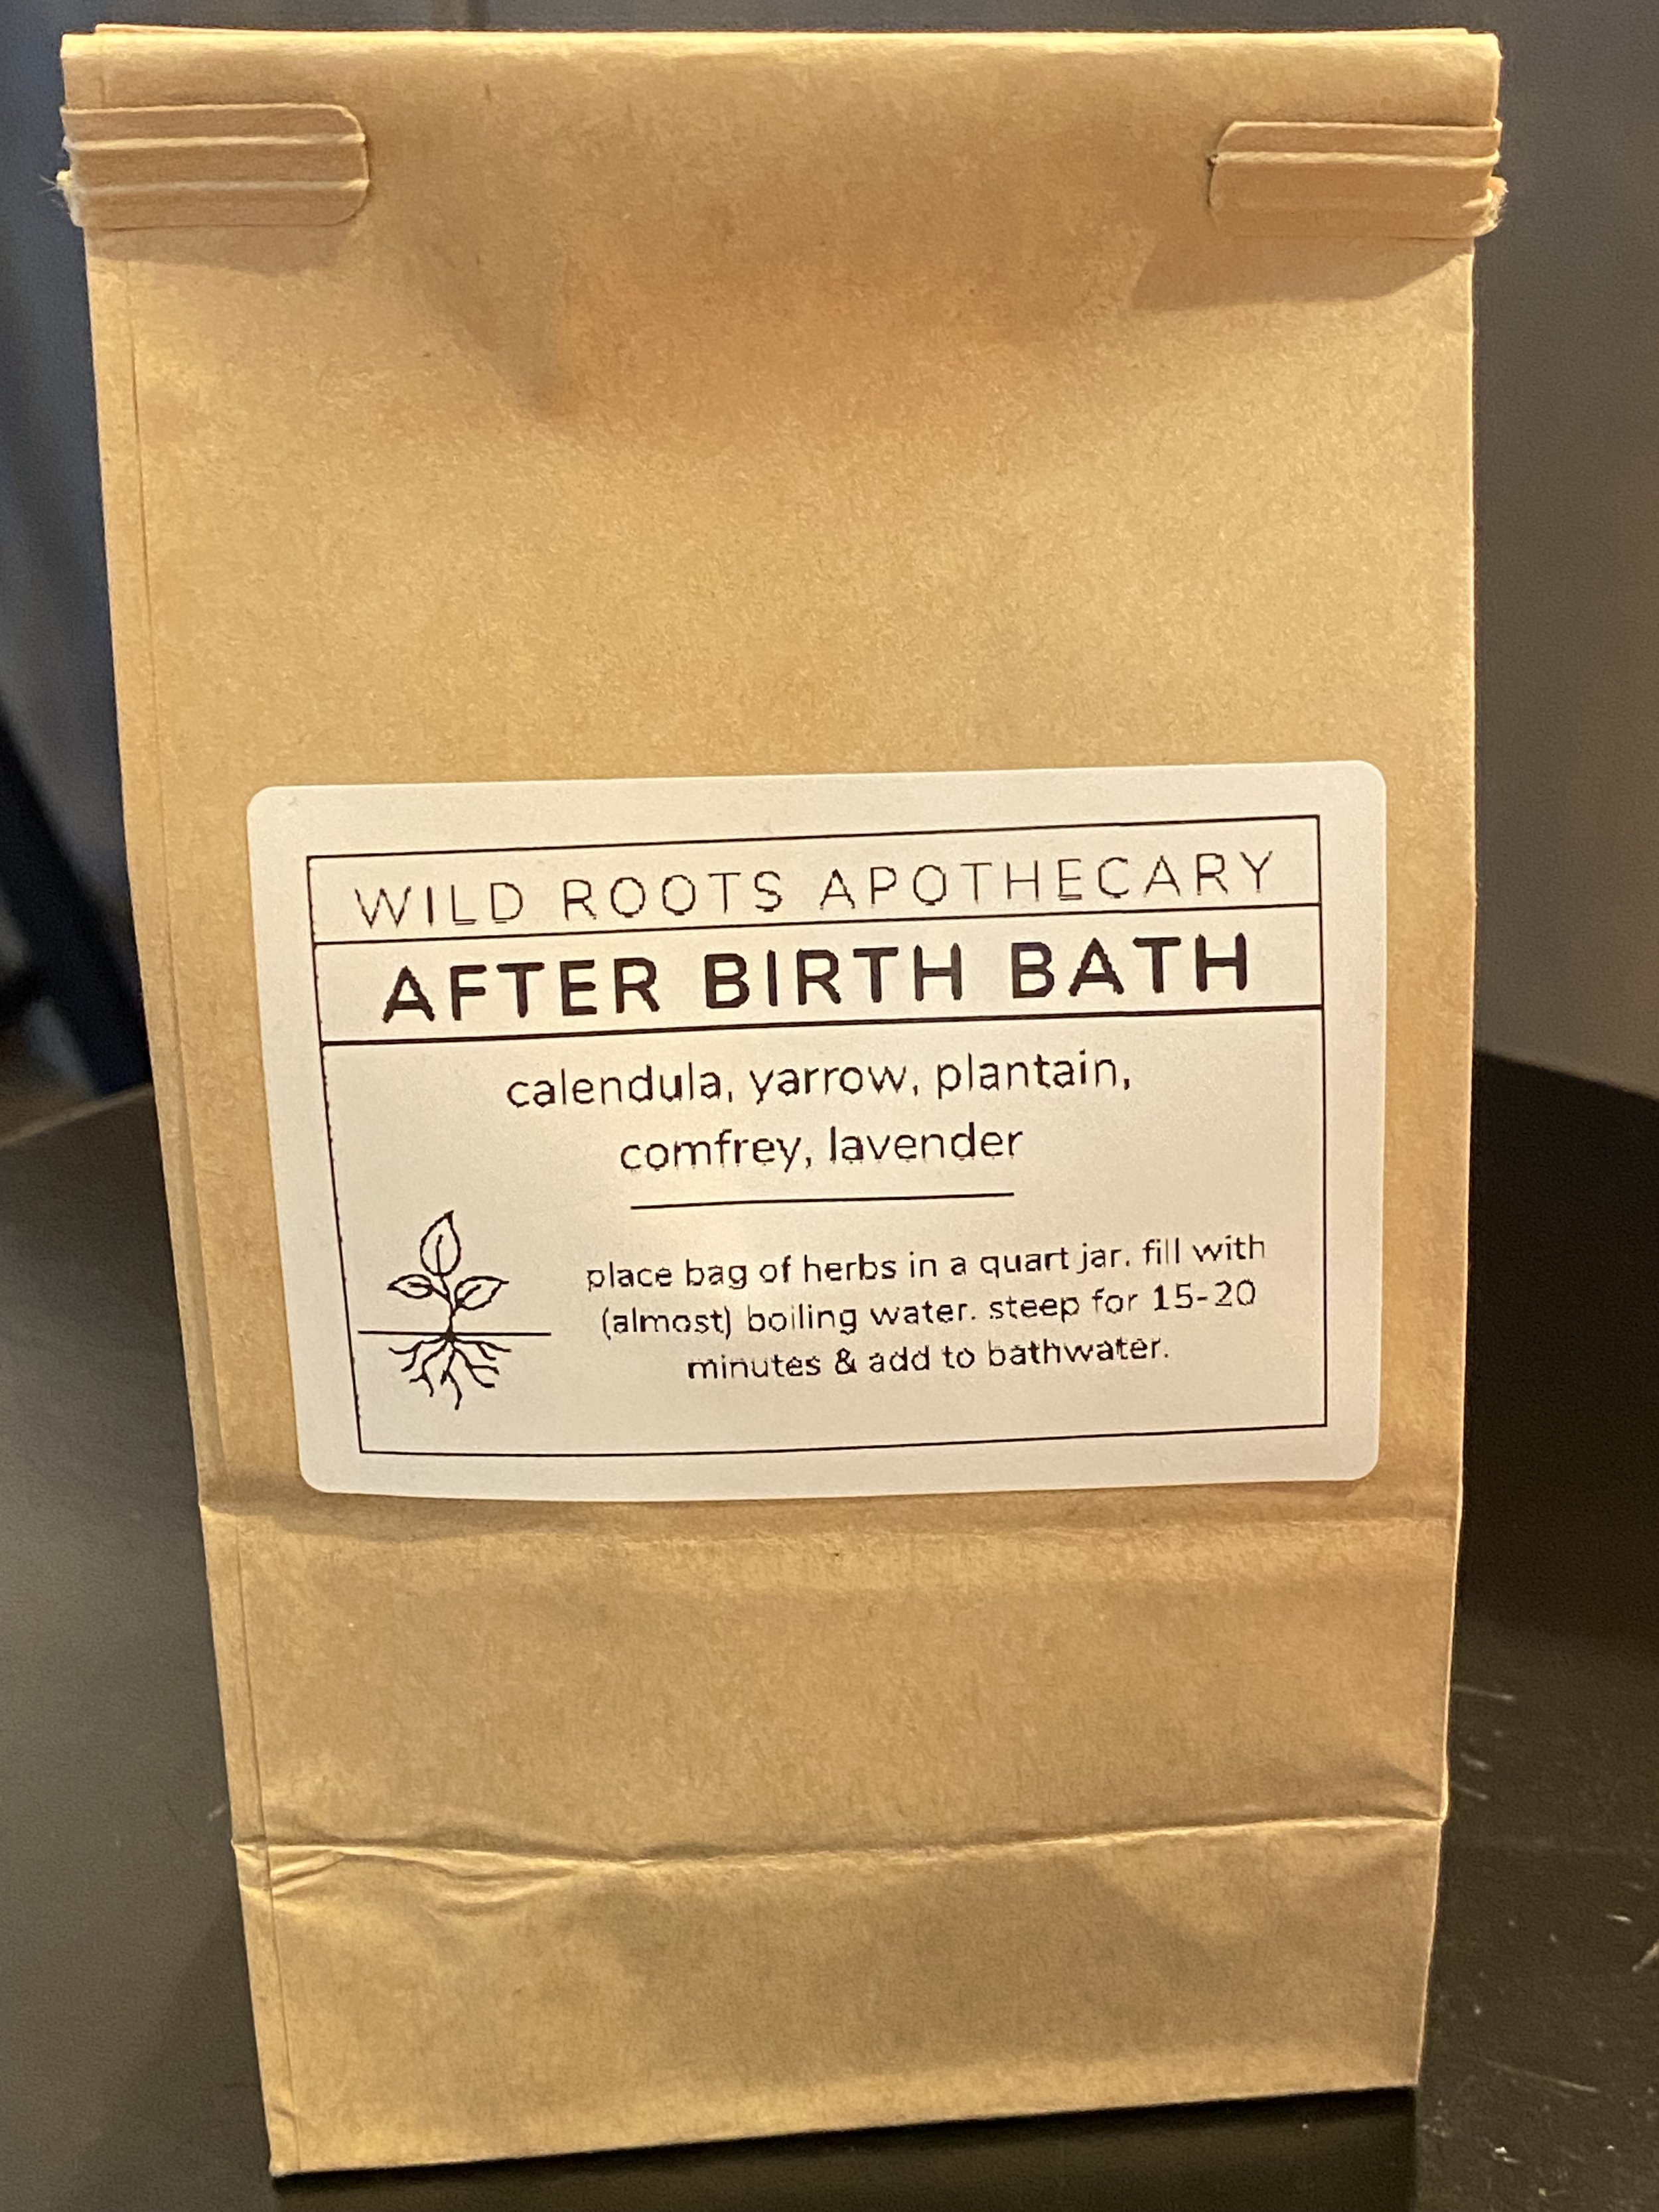 WILD ROOTS APOTHECARY
AFTER BIRTH BATH
calendula, yarrow, plantain,
comfrey, lavender
place bag of herbs in a quart jar. fill with
(almost) boiling water. steep for 15-20
minutes & add to bathwater.